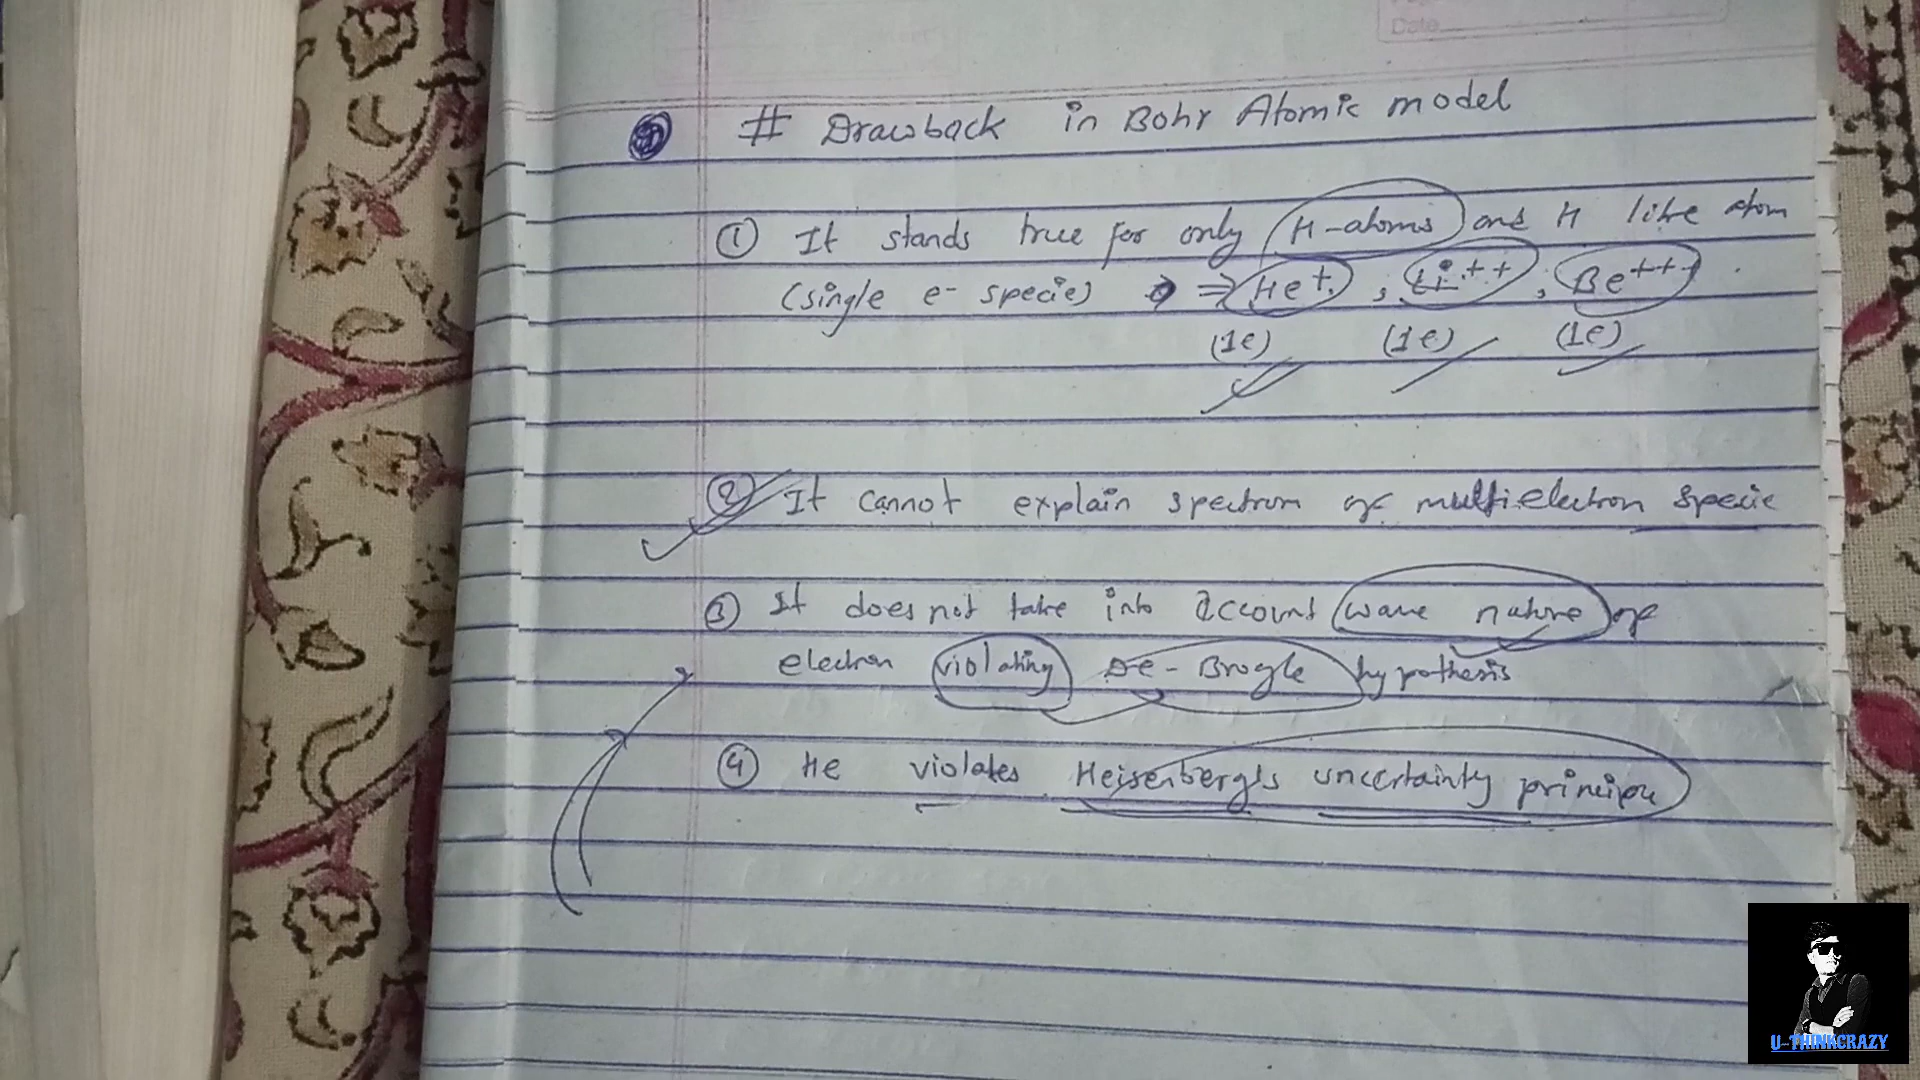 Date
# Drawback in Bohr Atomic model
① It stands true for only H-atoms and H like atom
(single e- specie) ⇒ He+, Li++, Be+++
(1e) (1e) (1e)
② It cannot explain spectrum of multielectron specie
③ It does not take into account wave nature of
electron violating De-Brogle hypothesis
④ He violates Heisenberg's uncertainty principle
U-THINKCRAZY